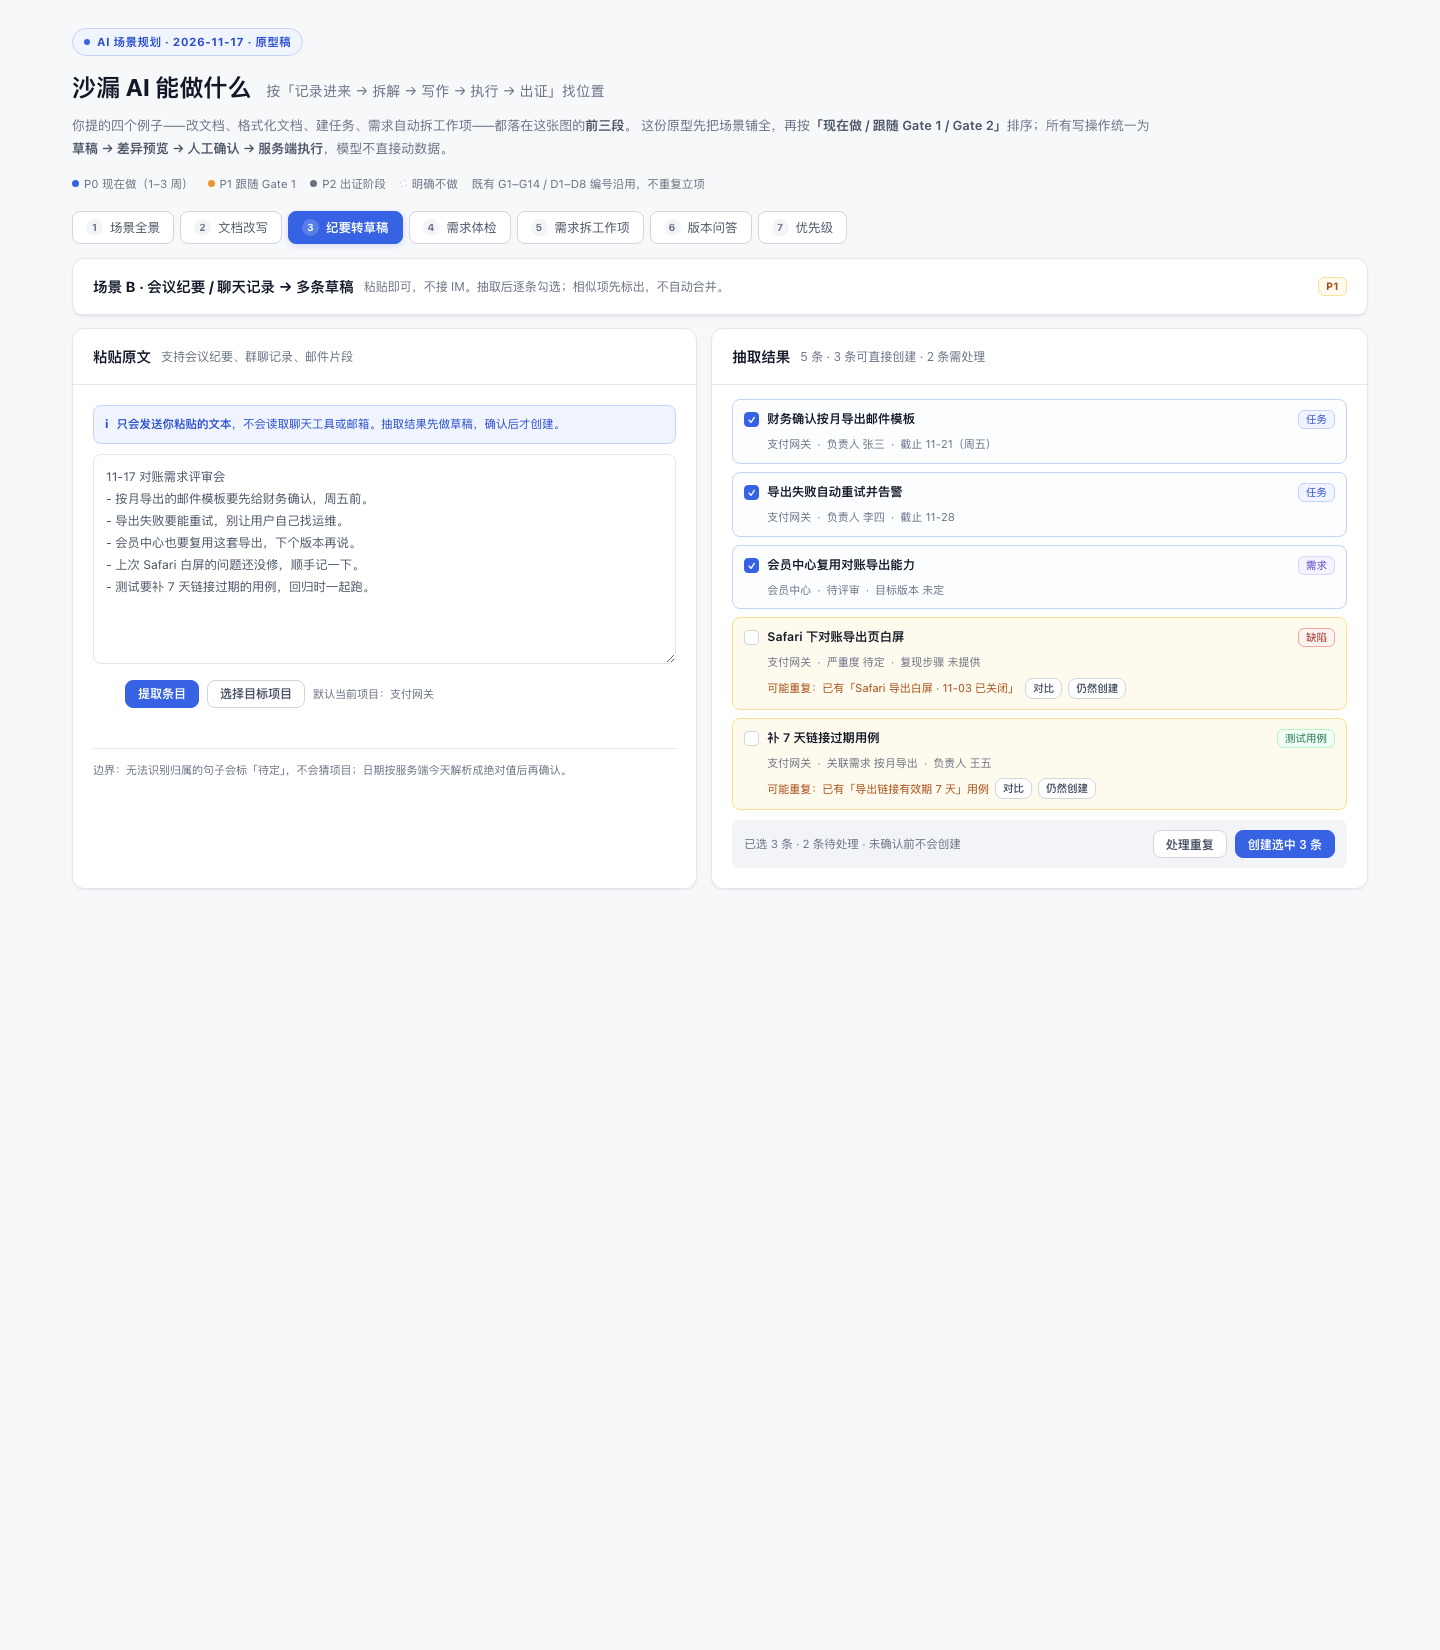 AI 场景规划 · 2026-11-17 · 原型稿
沙漏 AI 能做什么 按「记录进来 → 拆解 → 写作 → 执行 → 出证」找位置
你提的四个例子——改文档、格式化文档、建任务、需求自动拆工作项——都落在这张图的前三段。 这份原型先把场景铺全，再按「现在做 / 跟随 Gate 1 / Gate 2」排序；所有写操作统一为
草稿 → 差异预览 → 人工确认 → 服务端执行，模型不直接动数据。
P0 现在做（1–3 周） P1 跟随 Gate 1 P2 出证阶段 明确不做 既有 G1–G14 / D1–D8 编号沿用，不重复立项
1 场景全景 2 文档改写 3 纪要转草稿 4 需求体检 5 需求拆工作项 6 版本问答 7 优先级
场景 B · 会议纪要 / 聊天记录 → 多条草稿 粘贴即可，不接 IM。抽取后逐条勾选；相似项先标出，不自动合并。 P1
粘贴原文 支持会议纪要、群聊记录、邮件片段
i 只会发送你粘贴的文本，不会读取聊天工具或邮箱。抽取结果先做草稿，确认后才创建。
11-17 对账需求评审会
- 按月导出的邮件模板要先给财务确认，周五前。
- 导出失败要能重试，别让用户自己找运维。
- 会员中心也要复用这套导出，下个版本再说。
- 上次 Safari 白屏的问题还没修，顺手记一下。
- 测试要补 7 天链接过期的用例，回归时一起跑。
提取条目 选择目标项目 默认当前项目：支付网关
边界：无法识别归属的句子会标「待定」，不会猜项目；日期按服务端今天解析成绝对值后再确认。
抽取结果 5 条 · 3 条可直接创建 · 2 条需处理
财务确认按月导出邮件模板 任务
支付网关 · 负责人 张三 · 截止 11-21（周五）
导出失败自动重试并告警 任务
支付网关 · 负责人 李四 · 截止 11-28
会员中心复用对账导出能力 需求
会员中心 · 待评审 · 目标版本 未定
Safari 下对账导出页白屏 缺陷
支付网关 · 严重度 待定 · 复现步骤 未提供
可能重复：已有「Safari 导出白屏 · 11-03 已关闭」 对比 仍然创建
补 7 天链接过期用例 测试用例
支付网关 · 关联需求 按月导出 · 负责人 王五
可能重复：已有「导出链接有效期 7 天」用例 对比 仍然创建
已选 3 条 · 2 条待处理 · 未确认前不会创建 处理重复 创建选中 3 条